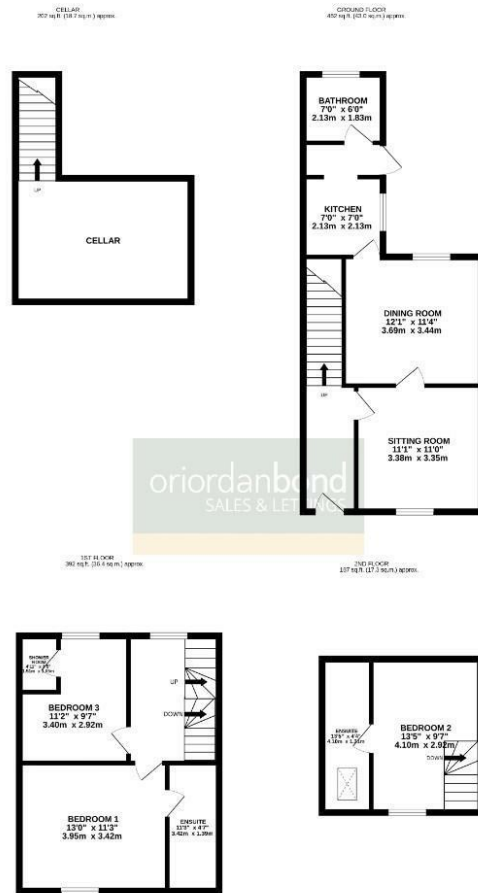 CELLAR
GROUND FLOOR
BATHROOM
7'0" x 6'0"
2.13m x 1.83m
KITCHEN
7'0" x 7'0"
2.13m x 2.13m
UP
CELLAR
DINING ROOM
12'1" x 11'4"
3.69m x 3.44m
UP
SITTING ROOM
11'1" x 11'0"
3.38m x 3.35m
oriordanbond
SALES & LETTINGS
1ST FLOOR
2ND FLOOR
SHOWER
ROOM
BEDROOM 3
11'2" x 9'7"
3.40m x 2.92m
UP
DOWN
BEDROOM 1
13'0" x 11'3"
3.95m x 3.42m
ENSUITE
ENSUITE
BEDROOM 2
13'5" x 9'7"
4.10m x 2.92m
DOWN